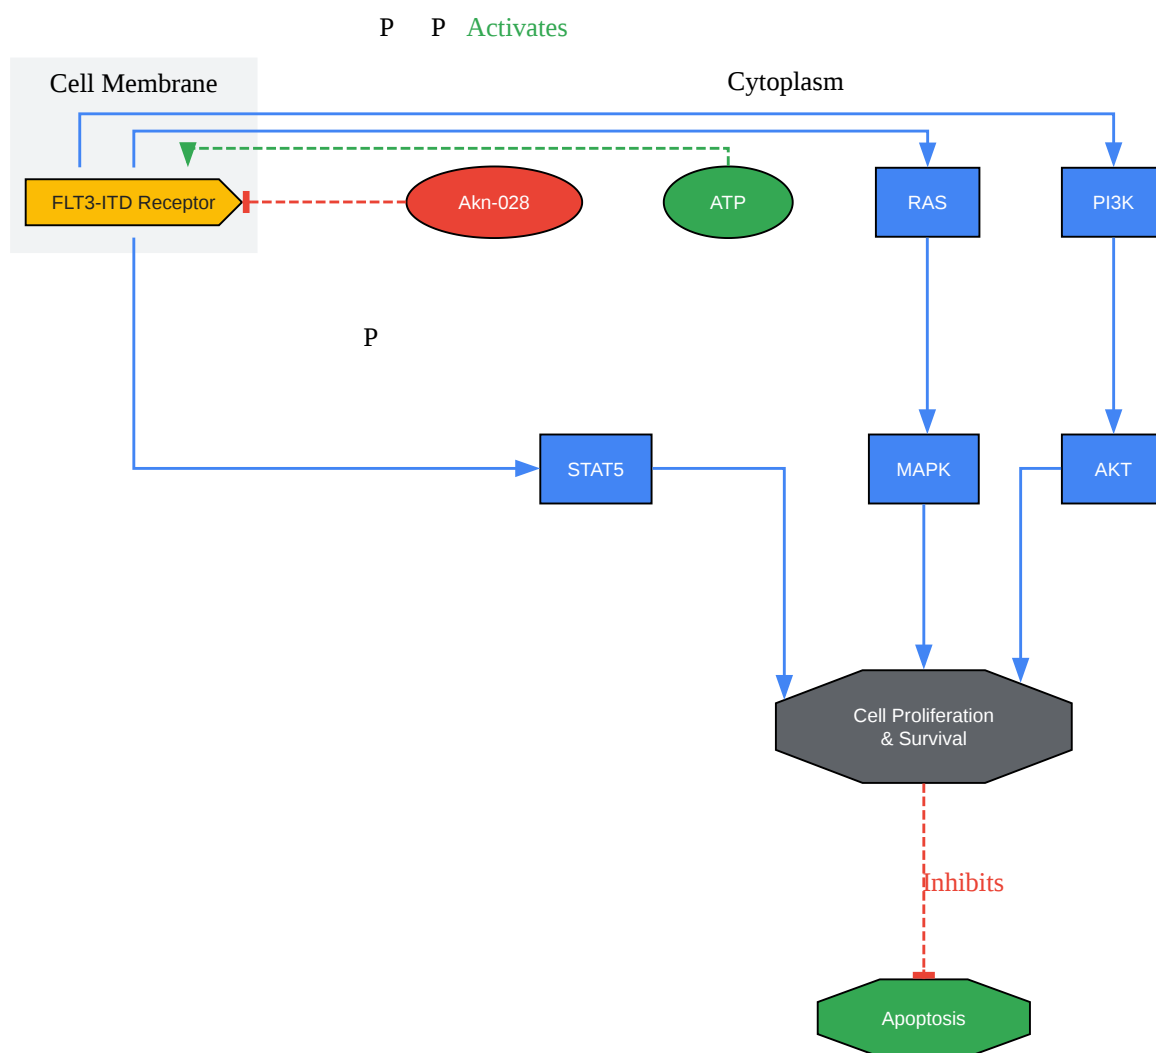 P P Activates
Cell Membrane
Cytoplasm
FLT3-ITD Receptor
Akn-028
ATP
RAS
PI3K
P
STAT5
MAPK
AKT
Cell Proliferation
& Survival
Inhibits
Apoptosis